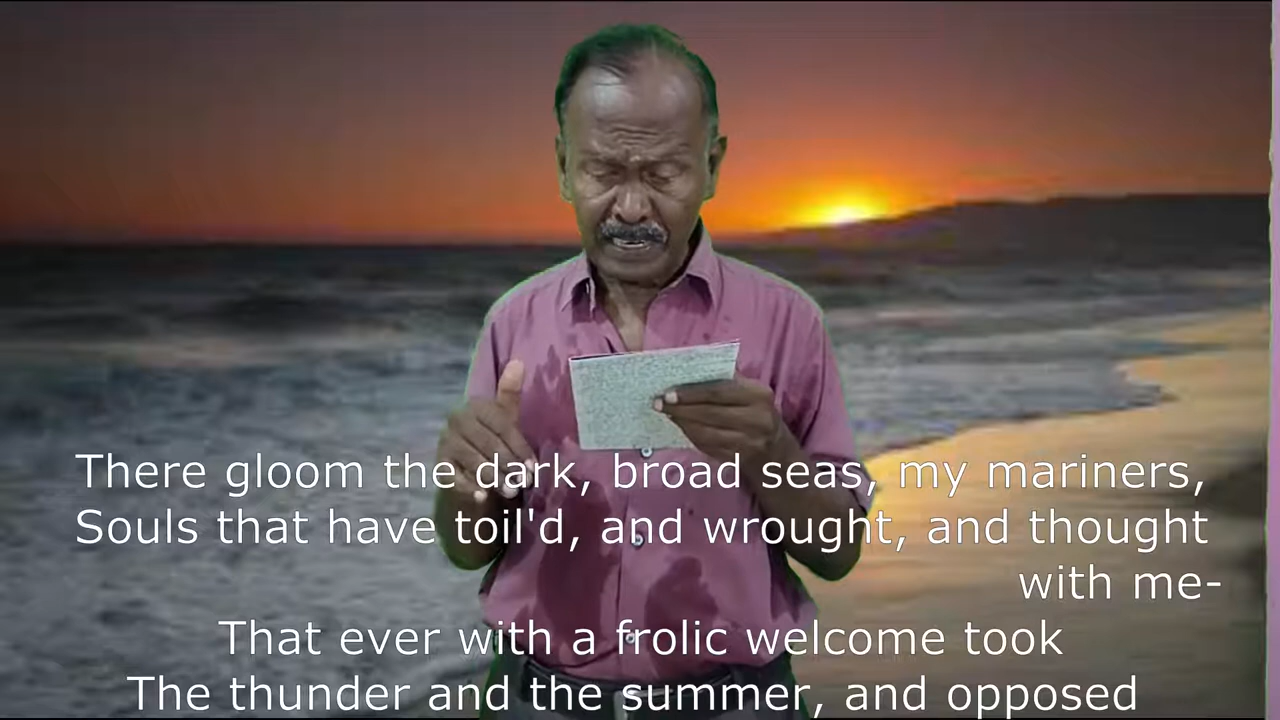 There gloom the dark, broad seas, my mariners,
Souls that have toil'd, and wrought, and thought
with me-
That ever with a frolic welcome took
The thunder and the summer, and opposed